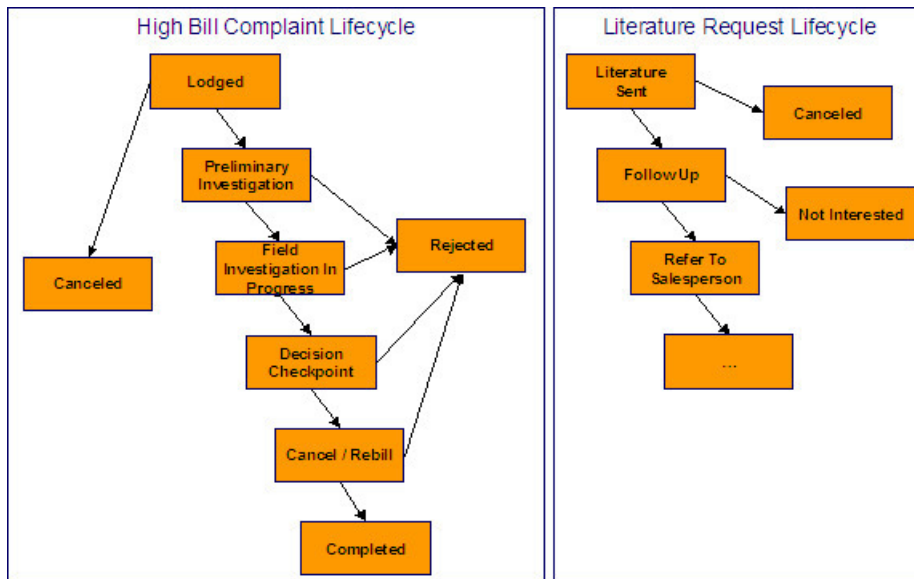 High Bill Complaint Lifecycle
Lodged
Preliminary
Investigation
Field
Investigation In
Progress
Rejected
Canceled
Decision
Checkpoint
Cancel / Rebill
Completed
Literature Request Lifecycle
Literature
Sent
Canceled
Follow Up
Not Interested
Refer To
Salesperson
...